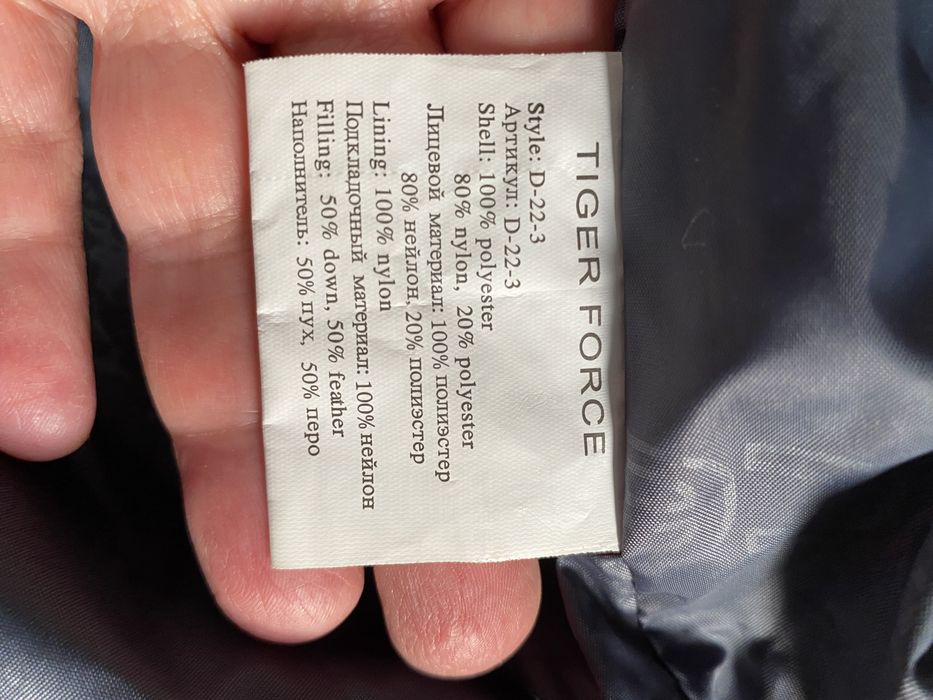 TIGER FORCE
Style: D-22-3
Артикул: D-22-3
Shell: 100% polyester
80% nylon, 20% polyester
Лицевой материал: 100% полиэстер
80% нейлон, 20% полиэстер
Lining: 100% nylon
Подкладочный материал: 100% нейлон
Filling: 50% down, 50% feather
Наполнитель: 50% пух, 50% перо